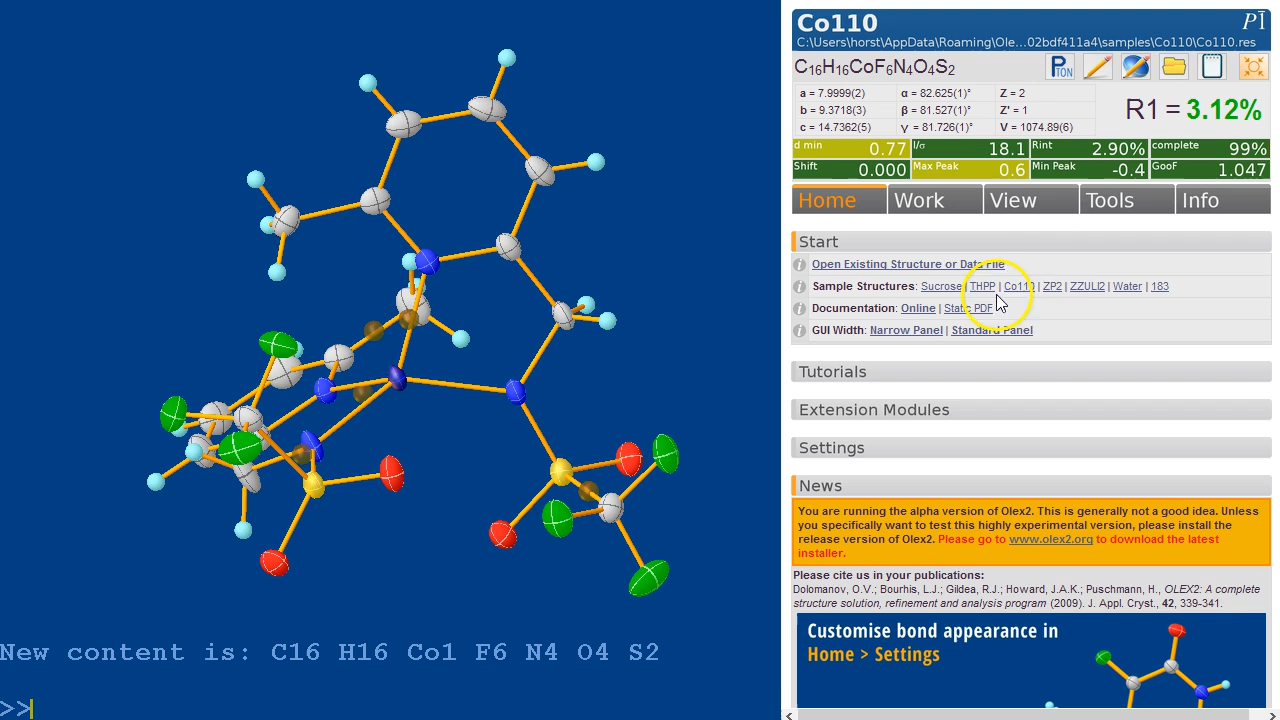 Co110
P1̄
C:\Users\horst\AppData\Roaming\Ole...02bdf411a4\samples\Co110\Co110.res
C₁₆H₁₆CoF₆N₄O₄S₂
PTON
a = 7.9999(2) α = 82.625(1)° Z = 2
b = 9.3718(3) β = 81.527(1)° Z' = 1
c = 14.7362(5) γ = 81.726(1)° V = 1074.89(6)
R1 = 3.12%
d min 0.77 I/σ 18.1 Rint 2.90% complete 99%
Shift 0.000 Max Peak 0.6 Min Peak -0.4 GooF 1.047
Home Work View Tools Info
Start
Open Existing Structure or Data File
Sample Structures: Sucrose | THPP | Co110 | ZP2 | ZZULI2 | Water | 183
Documentation: Online | Static PDF
GUI Width: Narrow Panel | Standard Panel
Tutorials
Extension Modules
Settings
News
You are running the alpha version of Olex2. This is generally not a good idea. Unless
you specifically want to test this highly experimental version, please install the
release version of Olex2. Please go to www.olex2.org to download the latest
installer.
Please cite us in your publications:
Dolomanov, O.V.; Bourhis, L.J.; Gildea, R.J.; Howard, J.A.K.; Puschmann, H., OLEX2: A complete
structure solution, refinement and analysis program (2009). J. Appl. Cryst., 42, 339-341.
Customise bond appearance in
Home > Settings
New content is: C16 H16 Co1 F6 N4 O4 S2
>>